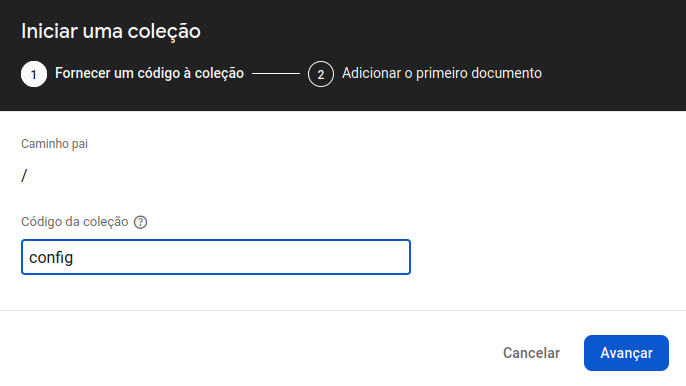 Iniciar uma coleção
1 Fornecer um código à coleção 2 Adicionar o primeiro documento
Caminho pai
/
Código da coleção ?
config
Cancelar Avançar